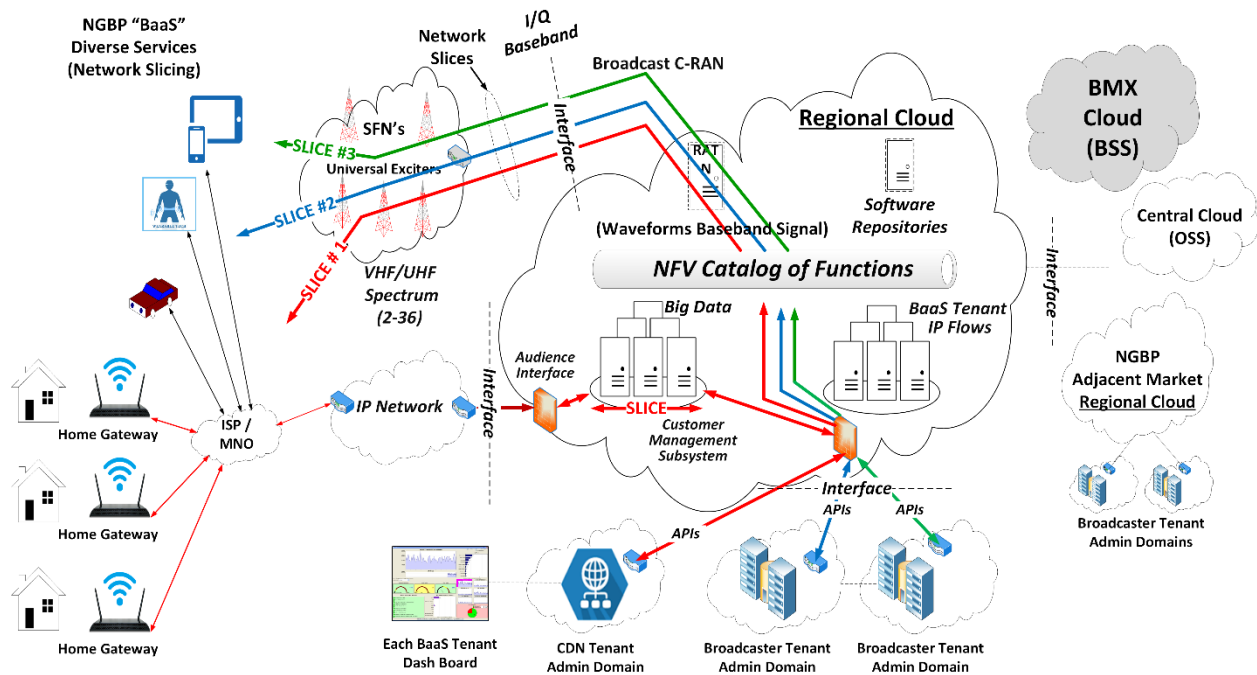 NGBP “BaaS”
Diverse Services
(Network Slicing)
I/Q
Baseband
Network
Slices
Broadcast C-RAN
Interface
SFN's
Universal Exciters
SLICE #3
SLICE #2
SLICE # 1
VHF/UHF
Spectrum
(2-36)
RAT
N
Regional Cloud
Software
Repositories
(Waveforms Baseband Signal)
NFV Catalog of Functions
BMX
Cloud
(BSS)
Central Cloud
(OSS)
Interface
Big Data
BaaS Tenant
IP Flows
Audience
Interface
SLICE
Customer
Management
Subsystem
Interface
IP Network
ISP /
MNO
Home Gateway
Home Gateway
Home Gateway
NGBP
Adjacent Market
Regional Cloud
Broadcaster Tenant
Admin Domains
Interface
APIs
APIs
APIs
Each BaaS Tenant
Dash Board
CDN Tenant
Admin Domain
Broadcaster Tenant
Admin Domain
Broadcaster Tenant
Admin Domain